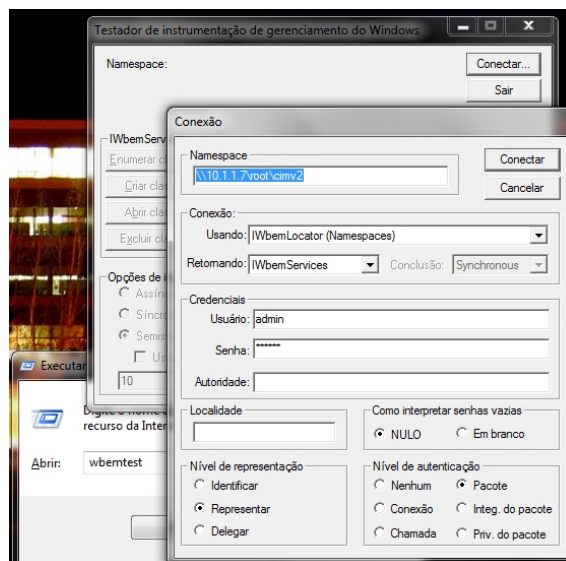 Testador de instrumentação de gerenciamento do Windows
Namespace:
Conectar...
Sair
IWbemServ
Enumerar c
Criar clas
Abrir clas
Excluir cla
Opções de i
Assín
Síncro
Semis
Us
10
Conexão
Namespace
\\10.1.1.7\root\cimv2
Conectar
Cancelar
Conexão:
Usando: IWbemLocator (Namespaces)
Retornando: IWbemServices Conclusão: Synchronous
Credenciais
Usuário: admin
Senha: ******
Autoridade:
Localidade
Como interpretar senhas vazias
NULO Em branco
Nível de representação
Identificar
Representar
Delegar
Nível de autenticação
Nenhum Pacote
Conexão Integ. do pacote
Chamada Priv. do pacote
Executar
recurso da Inter
Abrir: wbemtest